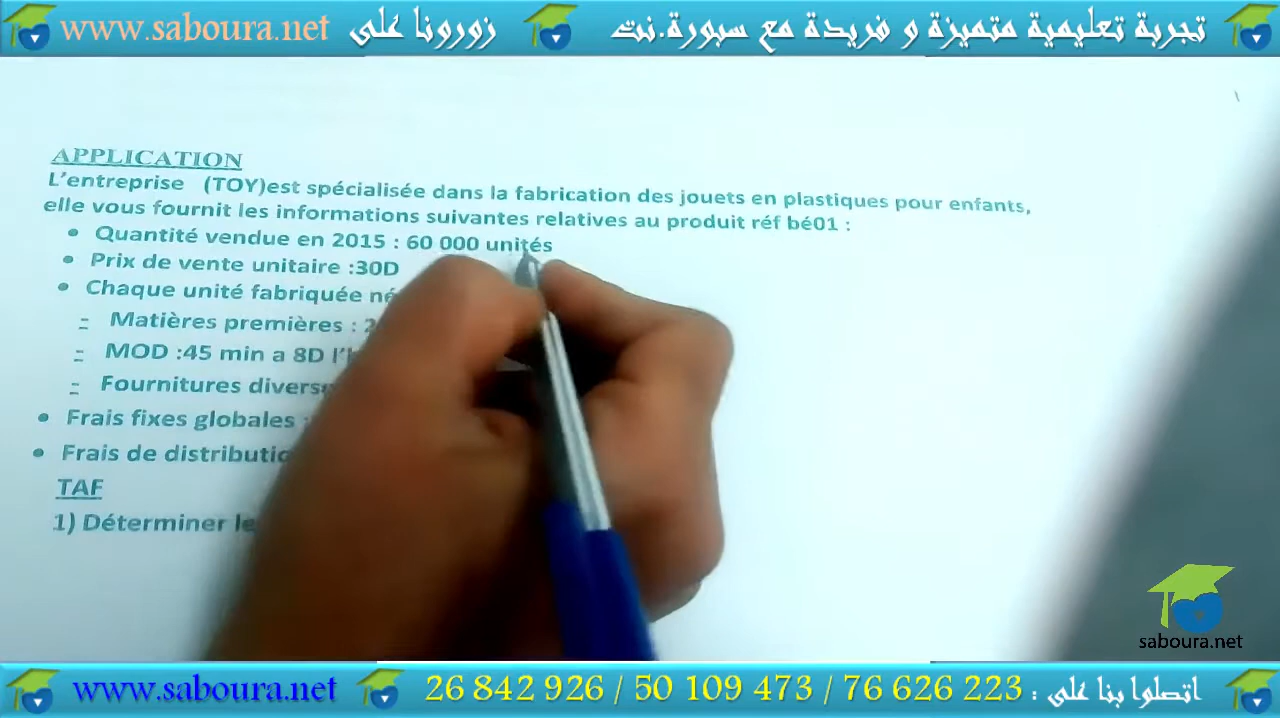 www.saboura.net زورونا على تجربة تعليمية متميزة و فريدة مع سبورة.نت
APPLICATION
L'entreprise (TOY)est spécialisée dans la fabrication des jouets en plastiques pour enfants,
elle vous fournit les informations suivantes relatives au produit réf bé01 :
• Quantité vendue en 2015 : 60 000 unités
• Prix de vente unitaire :30D
• Chaque unité fabriquée
- Matières premières :
- MOD :45 min a 8D
- Fournitures
• Frais fixes globales
• Frais de
TAF
1) Déterminer
saboura.net
www.saboura.net 26 842 926 / 50 109 473 / 76 626 223 : اتصلوا بنا على